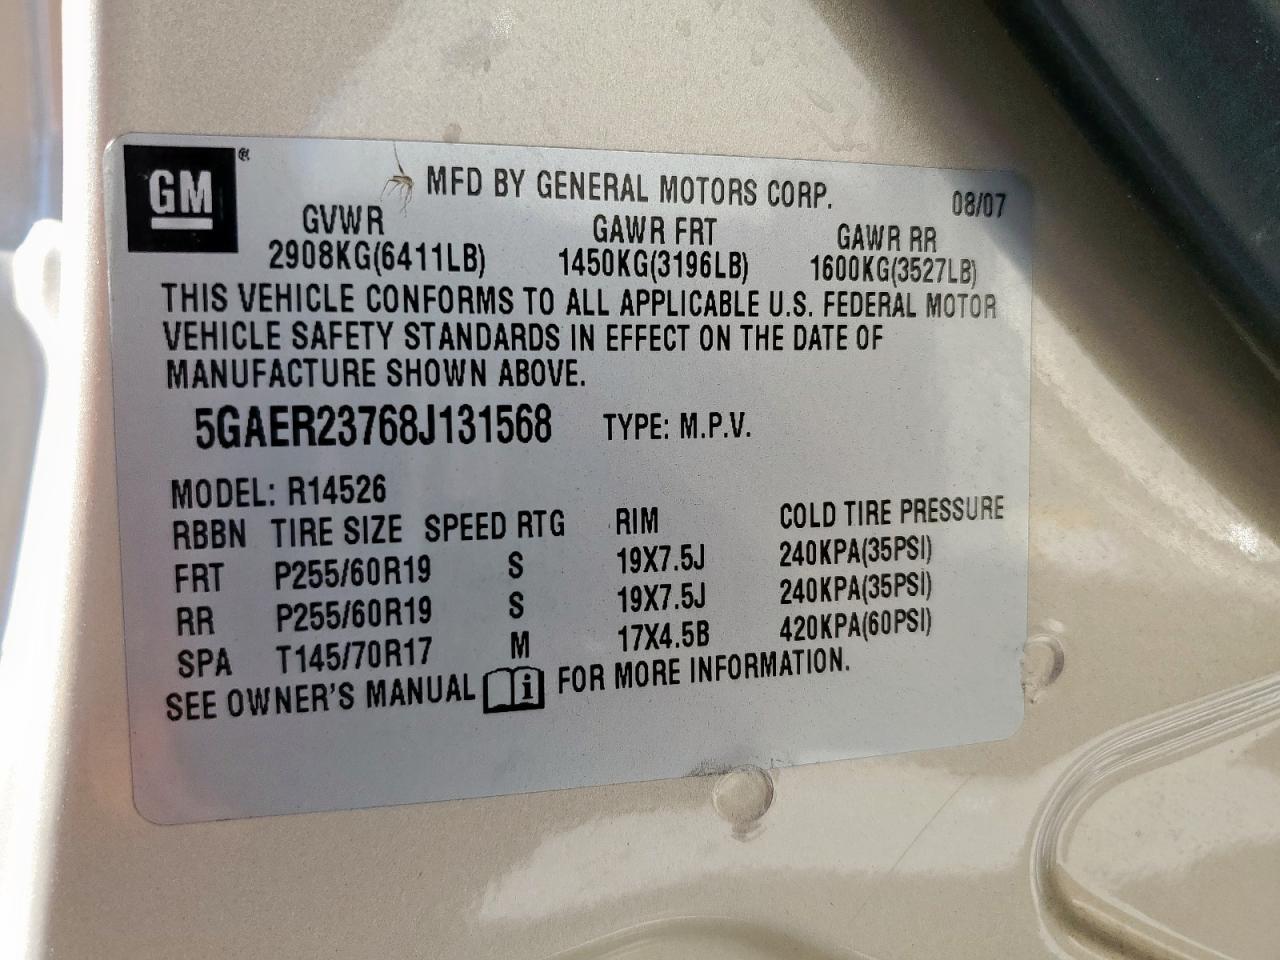 GM®
MFD BY GENERAL MOTORS CORP. 08/07
GVWR GAWR FRT GAWR RR
2908KG(6411LB) 1450KG(3196LB) 1600KG(3527LB)
THIS VEHICLE CONFORMS TO ALL APPLICABLE U.S. FEDERAL MOTOR
VEHICLE SAFETY STANDARDS IN EFFECT ON THE DATE OF
MANUFACTURE SHOWN ABOVE.
5GAER23768J131568 TYPE: M.P.V.
MODEL: R14526
RBBN TIRE SIZE SPEED RTG RIM COLD TIRE PRESSURE
FRT P255/60R19 S 19X7.5J 240KPA(35PSI)
RR P255/60R19 S 19X7.5J 240KPA(35PSI)
SPA T145/70R17 M 17X4.5B 420KPA(60PSI)
SEE OWNER'S MANUAL i FOR MORE INFORMATION.